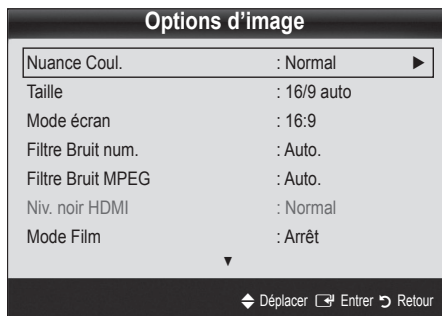 Options d'image
Nuance Coul. : Normal ►
Taille : 16/9 auto
Mode écran : 16:9
Filtre Bruit num. : Auto.
Filtre Bruit MPEG : Auto.
Niv. noir HDMI : Normal
Mode Film : Arrêt
▼
Déplacer Entrer Retour